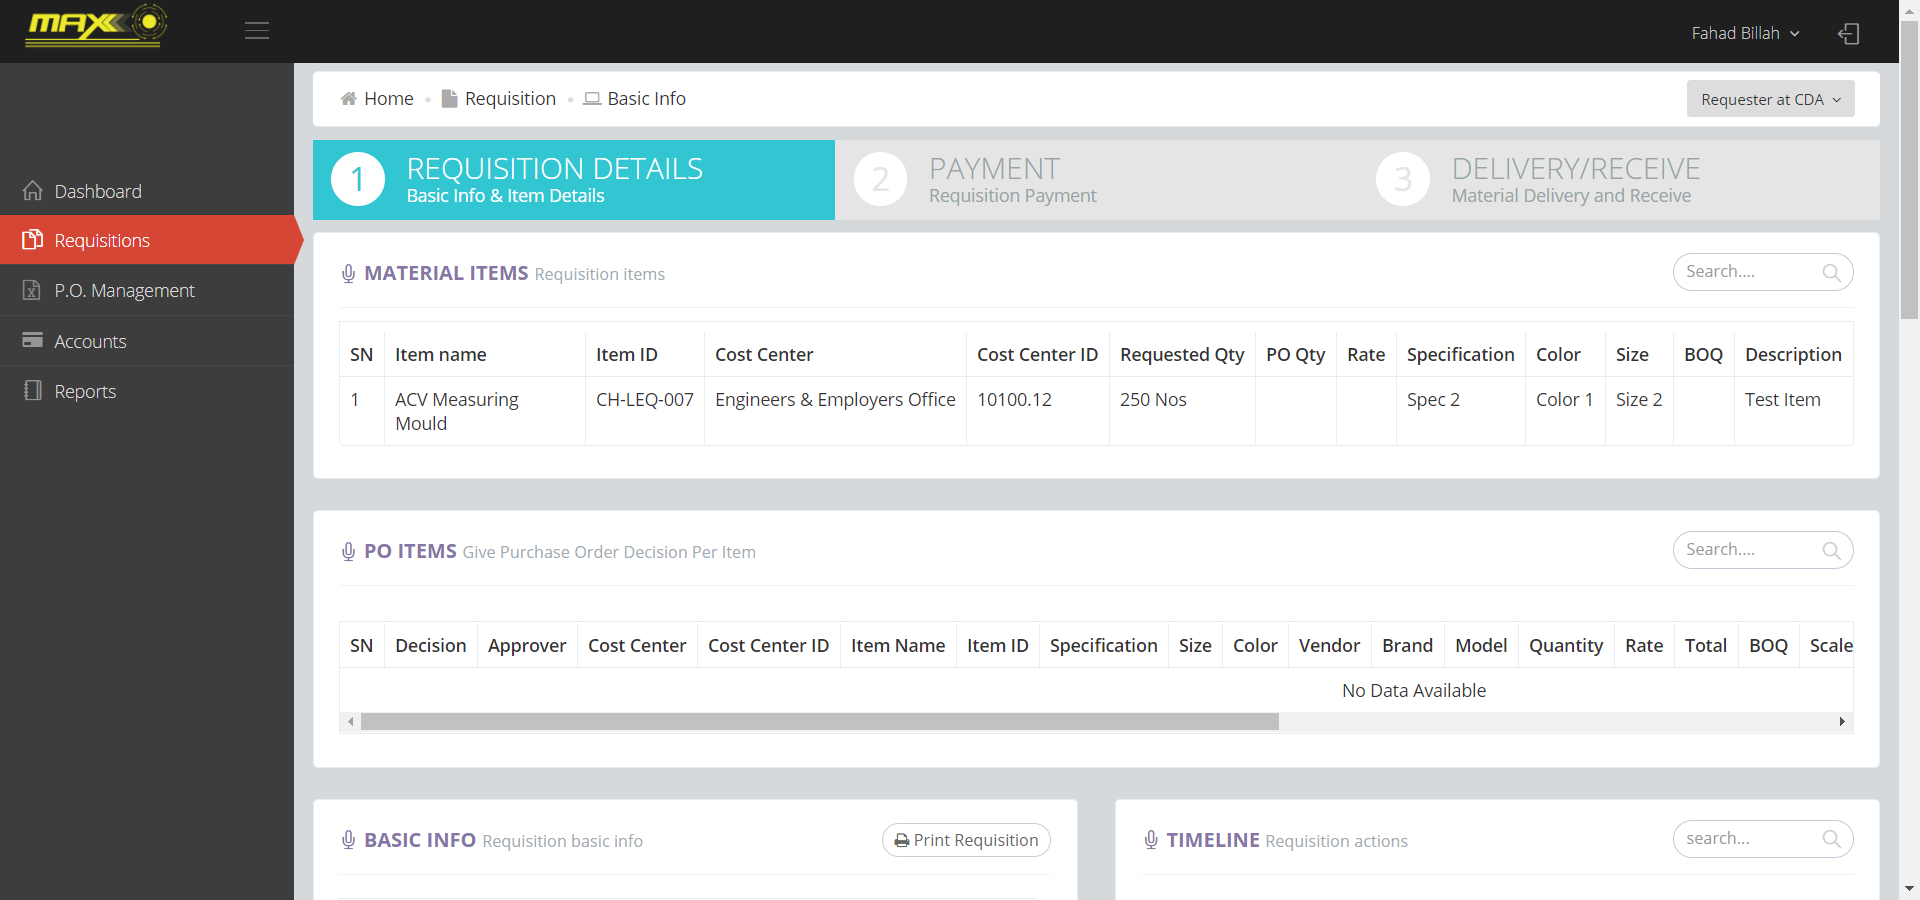 MAX
Fahad Billah
Home Requisition Basic Info
Requester at CDA
1 REQUISITION DETAILS
Basic Info & Item Details
2 PAYMENT
Requisition Payment
3 DELIVERY/RECEIVE
Material Delivery and Receive
Dashboard
Requisitions
P.O. Management
Accounts
Reports
MATERIAL ITEMS Requisition items
Search....
SN Item name Item ID Cost Center Cost Center ID Requested Qty PO Qty Rate Specification Color Size BOQ Description
1 ACV Measuring CH-LEQ-007 Engineers & Employers Office 10100.12 250 Nos Spec 2 Color 1 Size 2 Test Item
Mould
PO ITEMS Give Purchase Order Decision Per Item
Search....
SN Decision Approver Cost Center Cost Center ID Item Name Item ID Specification Size Color Vendor Brand Model Quantity Rate Total BOQ Scale
No Data Available
BASIC INFO Requisition basic info
Print Requisition
TIMELINE Requisition actions
search...